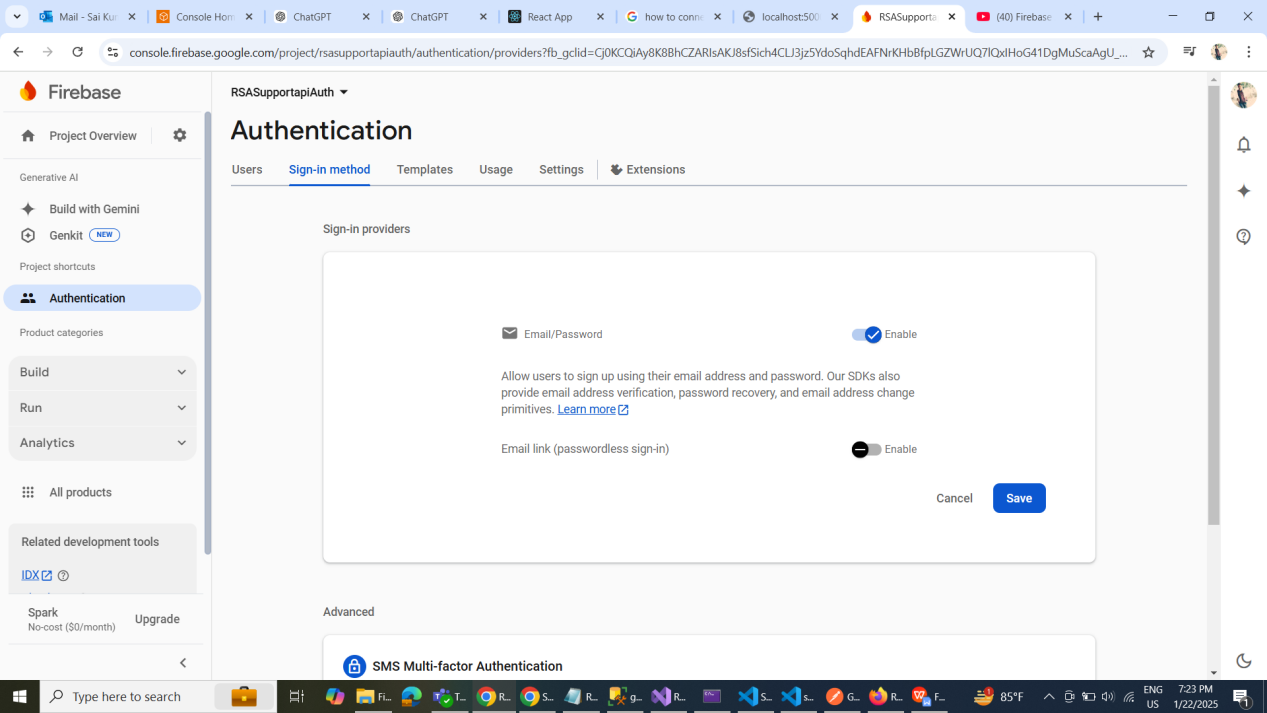 Mail - Sai Kur
Console Hom
ChatGPT
ChatGPT
React App
how to conne
localhost:500
RSASupporta
(40) Firebase
console.firebase.google.com/project/rsasupportapiauth/authentication/providers?fb_gclid=Cj0KCQiAy8K8BhCZARIsAKJ8sfSich4CLJ3jz5YdoSqhdEAFNrKHbBfpLGZWrUQ7lQxIHoG41DgMuScaAgU_...
Firebase
RSASupportapiAuth
Authentication
Project Overview
Users
Sign-in method
Templates
Usage
Settings
Extensions
Generative AI
Build with Gemini
Genkit NEW
Project shortcuts
Authentication
Product categories
Build
Run
Analytics
All products
Related development tools
IDX
Spark
No-cost ($0/month)
Upgrade
Sign-in providers
Email/Password
Enable
Allow users to sign up using their email address and password. Our SDKs also
provide email address verification, password recovery, and email address change
primitives. Learn more
Email link (passwordless sign-in)
Enable
Cancel
Save
Advanced
SMS Multi-factor Authentication
Type here to search
Fi...
T...
R...
S...
R...
g...
R...
S...
s...
G...
R...
F...
85°F
ENG
US
7:23 PM
1/22/2025
1